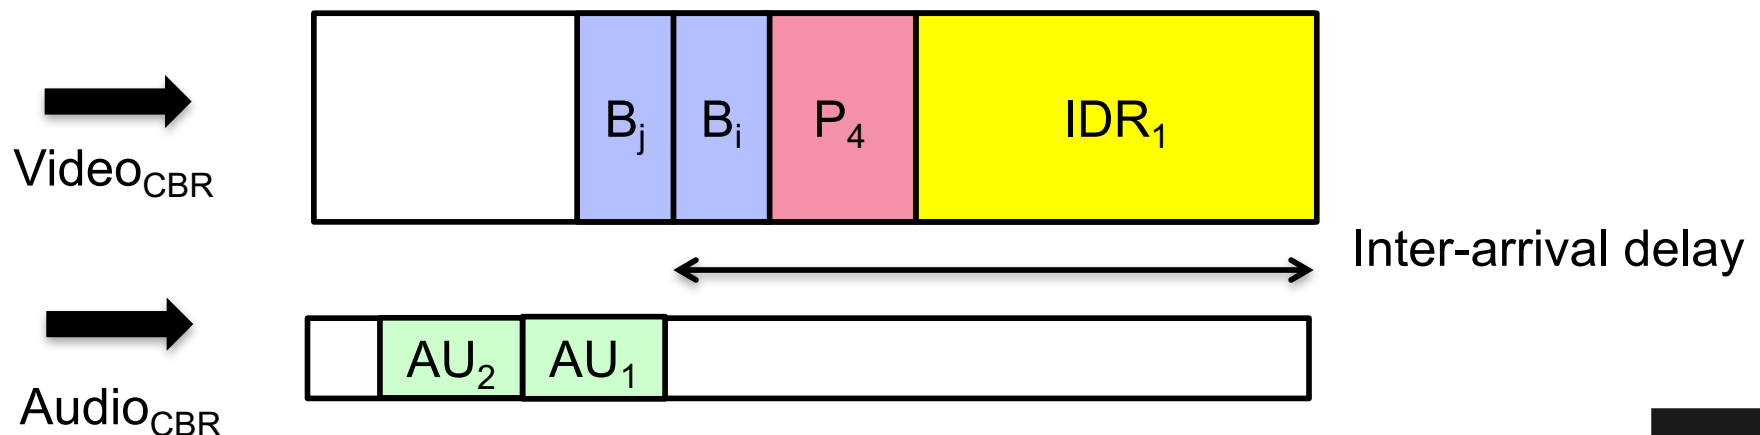 B_j B_i P_4 IDR_1
Video_CBR
Inter-arrival delay
AU_2 AU_1
Audio_CBR